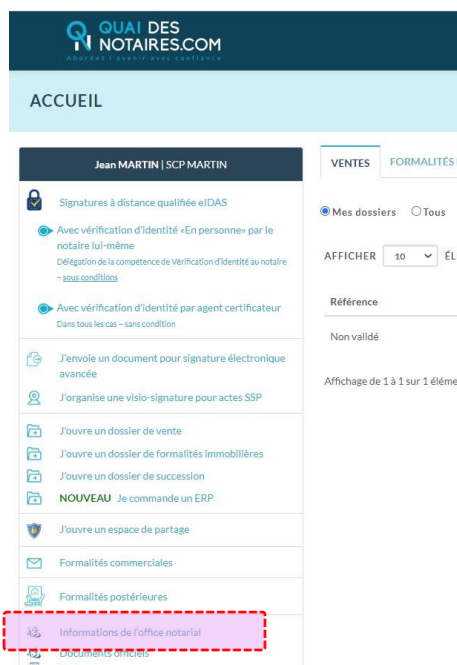 QUAI DES
NOTAIRES.COM
Abordez l'avenir avec confiance
ACCUEIL
Jean MARTIN | SCP MARTIN
Signatures à distance qualifiée eIDAS
Avec vérification d'identité «En personne» par le
notaire lui-même
Délégation de la compétence de Vérification d'identité au notaire
– sous conditions
Avec vérification d'identité par agent certificateur
Dans tous les cas – sans condition
J'envoie un document pour signature électronique
avancée
J'organise une visio-signature pour actes SSP
J'ouvre un dossier de vente
J'ouvre un dossier de formalités immobilières
J'ouvre un dossier de succession
NOUVEAU Je commande un ERP
J'ouvre un espace de partage
Formalités commerciales
Formalités postérieures
Informations de l'office notarial
Documents officiels
VENTES FORMALITÉS
Mes dossiers Tous
AFFICHER 10 ÉL
Référence
Non validé
Affichage de 1 à 1 sur 1 éléme